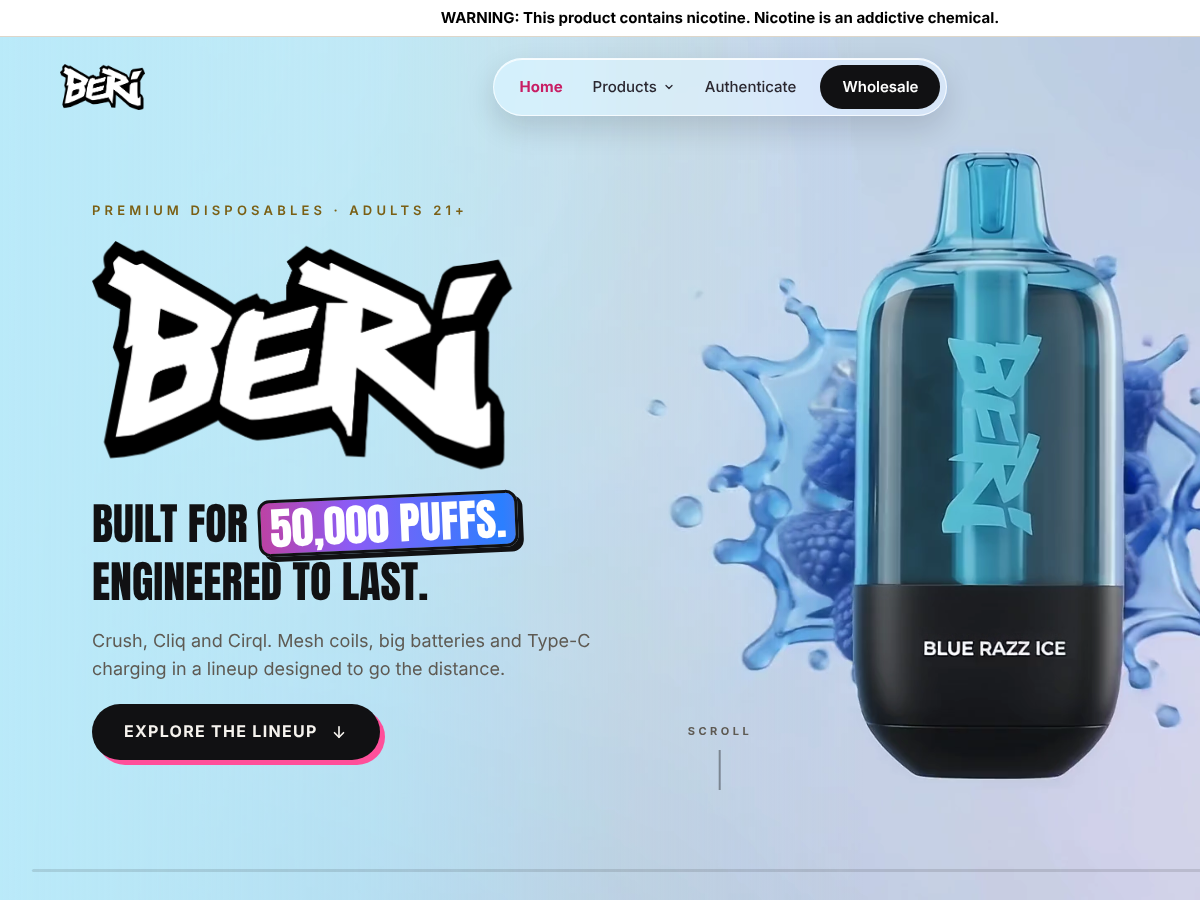 WARNING: This product contains nicotine. Nicotine is an addictive chemical.
BERi
Home
Products
Authenticate
Wholesale
PREMIUM DISPOSABLES · ADULTS 21+
BERi
BUILT FOR 50,000 PUFFS.
ENGINEERED TO LAST.
Crush, Cliq and Cirql. Mesh coils, big batteries and Type-C
charging in a lineup designed to go the distance.
EXPLORE THE LINEUP ↓
SCROLL
BERi
BLUE RAZZ ICE